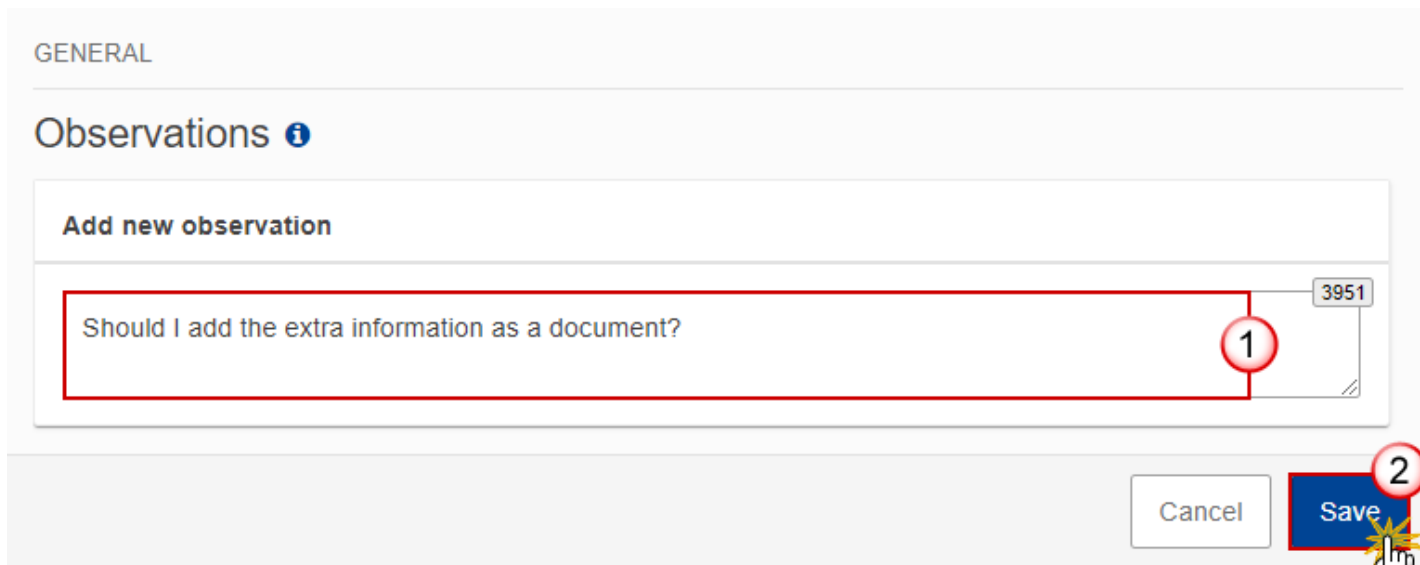 GENERAL
Observations
Add new observation
3951
Should I add the extra information as a document?
1
2
Cancel
Save